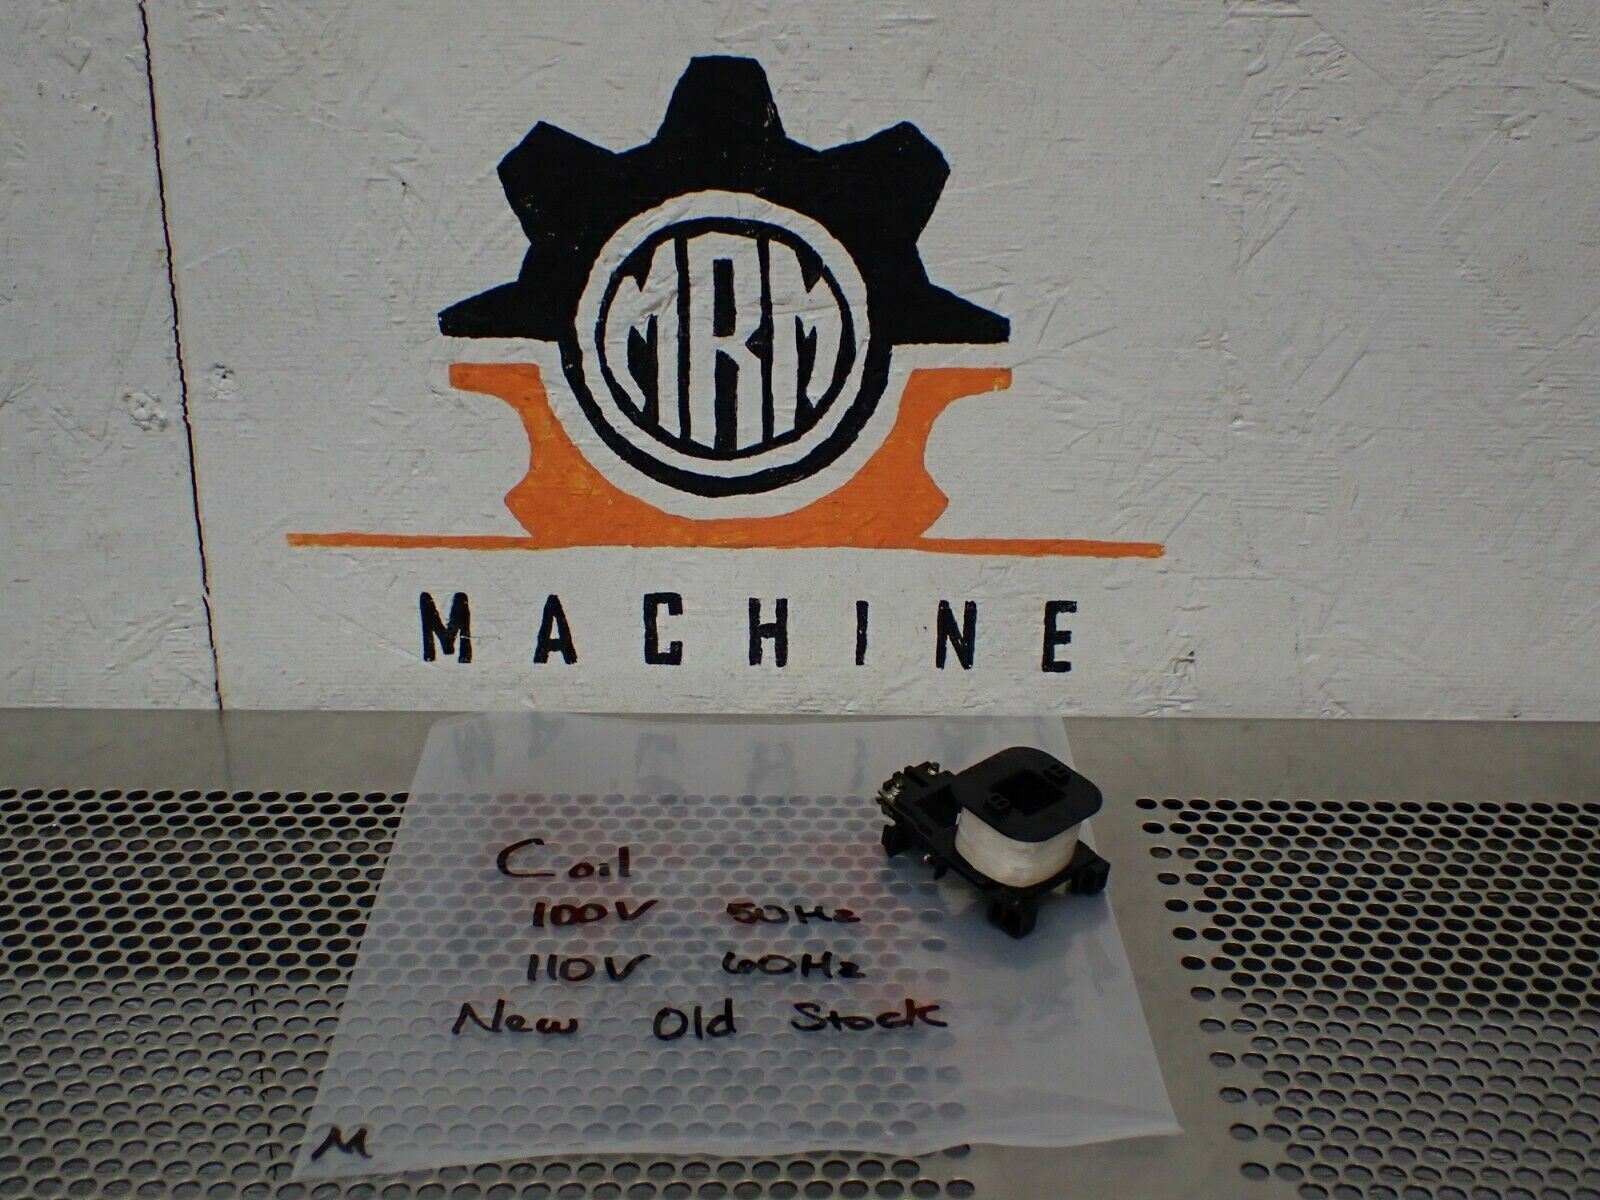 MRM
MACHINE
Coil
100V 50Hz
110V 60Hz
New Old Stock
M